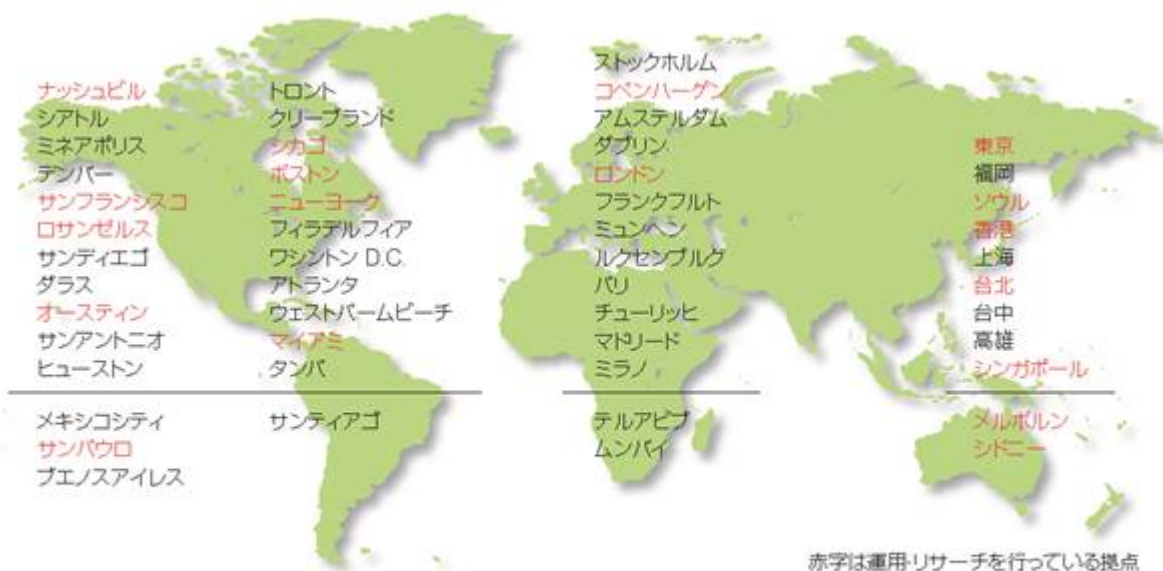 ナッシュビル
シアトル
ミネアポリス
デンバー
サンフランシスコ
ロサンゼルス
サンディエゴ
ダラス
オースティン
サンアントニオ
ヒューストン
トロント
クリーブランド
シカゴ
ボストン
ニューヨーク
フィラデルフィア
ワシントン D.C.
アトランタ
ウェストパームビーチ
マイアミ
タンパ
メキシコシティ
サンパウロ
ブエノスアイレス
サンティアゴ
ストックホルム
コペンハーゲン
アムステルダム
ダブリン
ロンドン
フランクフルト
ミュンヘン
ルクセンブルグ
パリ
チューリッヒ
マドリード
ミラノ
テルアビブ
ムンバイ
東京
福岡
ソウル
香港
上海
台北
台中
高雄
シンガポール
メルボルン
シドニー
赤字は運用・リサーチを行っている拠点